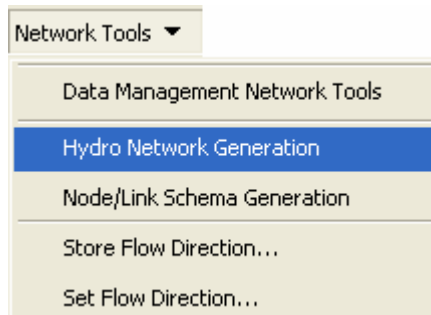 Network Tools
Data Management Network Tools
Hydro Network Generation
Node/Link Schema Generation
Store Flow Direction...
Set Flow Direction...